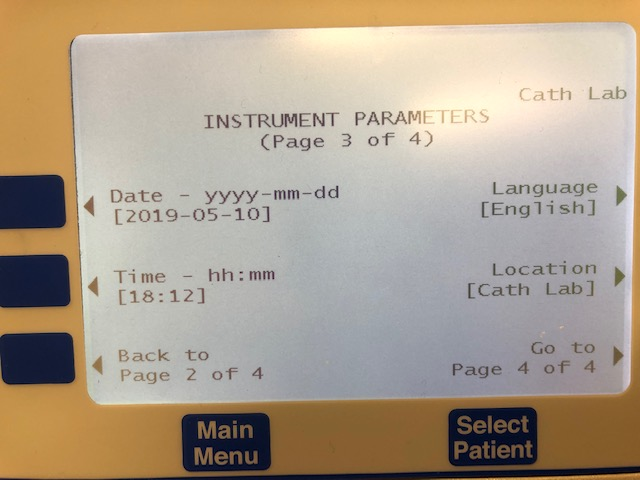 Cath Lab
INSTRUMENT PARAMETERS
(Page 3 of 4)
Date - yyyy-mm-dd
[2019-05-10]
Language
[English]
Time - hh:mm
[18:12]
Location
[Cath Lab]
Back to
Page 2 of 4
Go to
Page 4 of 4
Main
Menu
Select
Patient